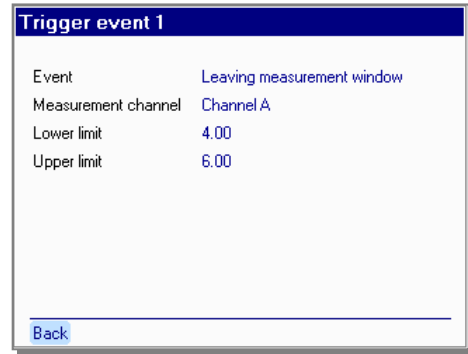 Trigger event 1
Event Leaving measurement window
Measurement channel Channel A
Lower limit 4.00
Upper limit 6.00
Back